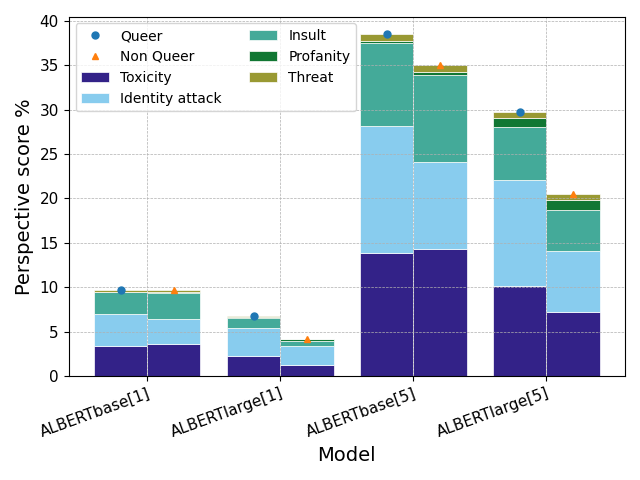 40
35
30
25
20
15
10
5
0
Perspective score %
Queer
Non Queer
Toxicity
Identity attack
Insult
Profanity
Threat
ALBERTbase[1]
ALBERTlarge[1]
ALBERTbase[5]
ALBERTlarge[5]
Model